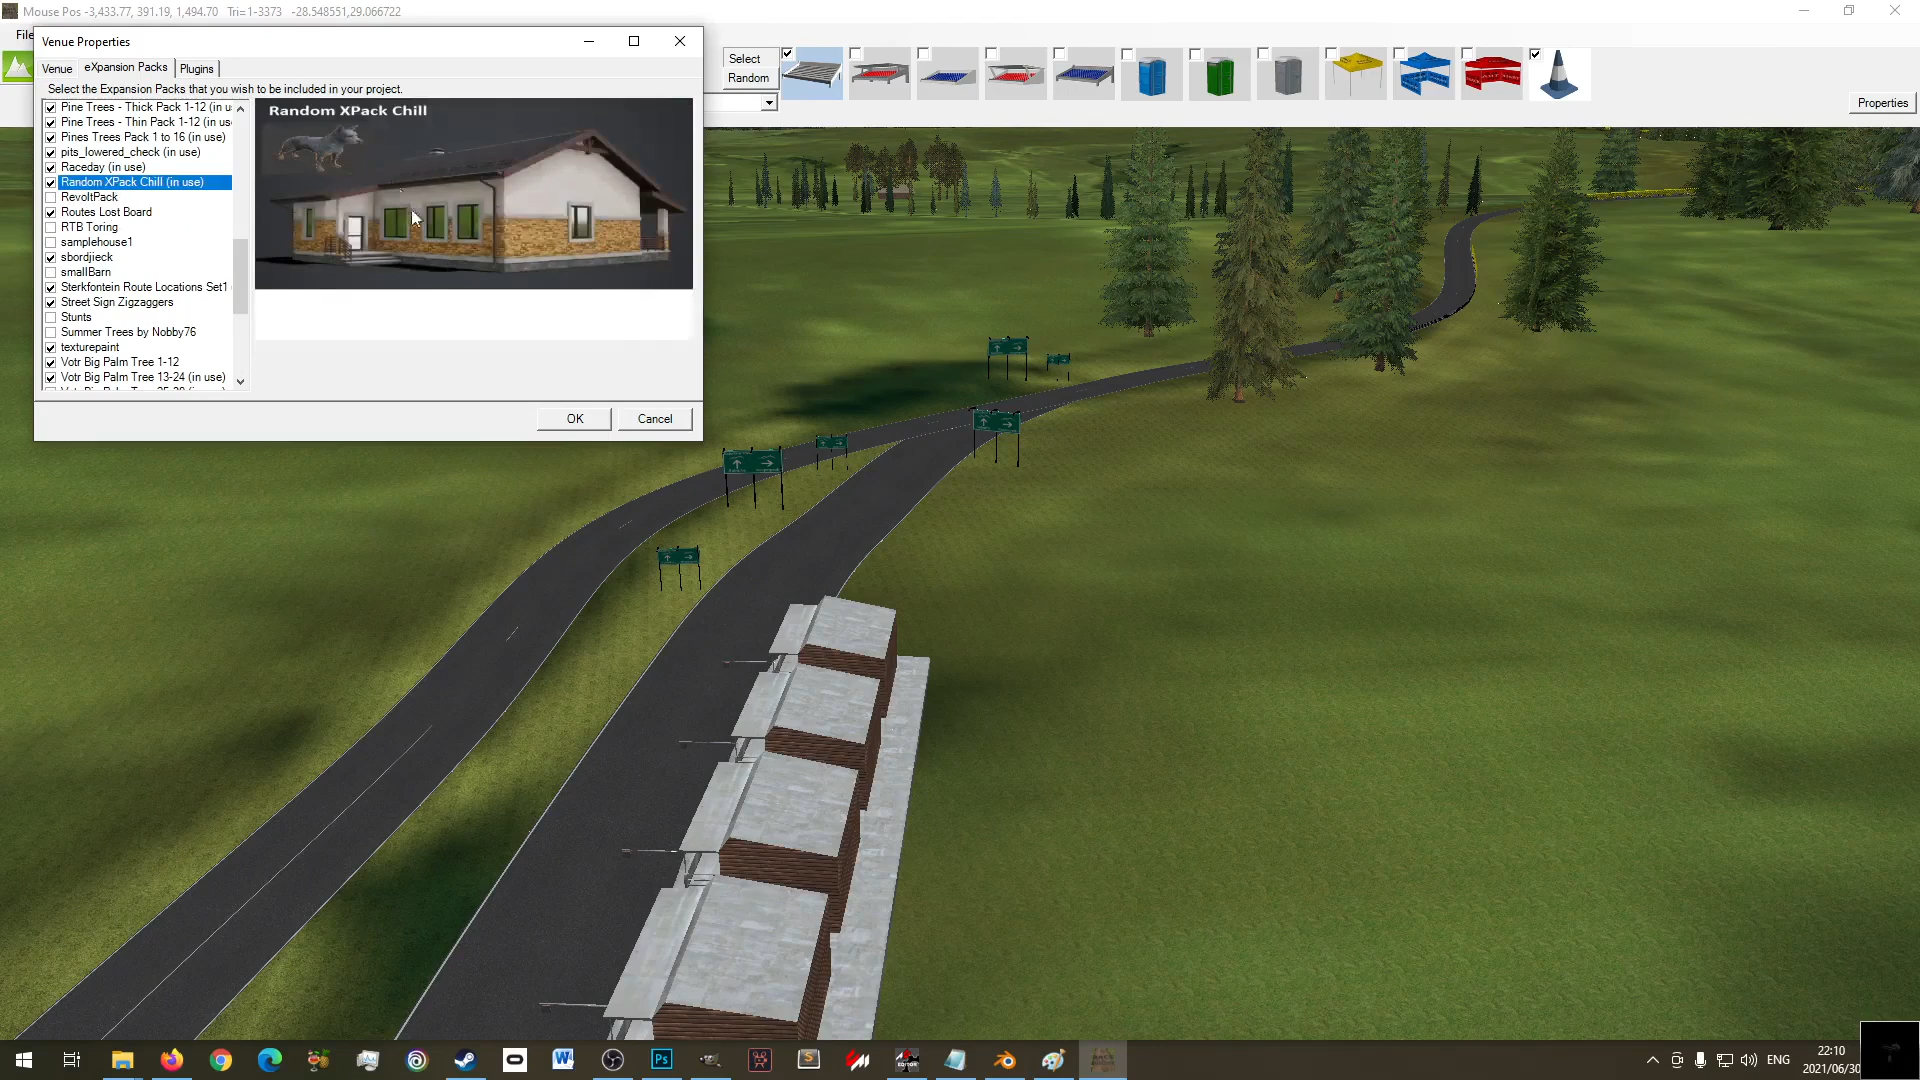 Mouse Pos -3,433.77, 391.19, 1,494.70 Tri=1-3373 -28.548551,29.066722
File
Venue Properties
Venue eXpansion Packs Plugins
Select the Expansion Packs that you wish to be included in your project.
Pine Trees - Thick Pack 1-12 (in u
Pine Trees - Thin Pack 1-12 (in us
Pines Trees Pack 1 to 16 (in use)
pits_lowered_check (in use)
Raceday (in use)
Random XPack Chill (in use)
RevoltPack
Routes Lost Board
RTB Toring
samplehouse1
sbordjieck
smallBarn
Sterkfontein Route Locations Set1
Street Sign Zigzaggers
Stunts
Summer Trees by Nobby76
texturepaint
Votr Big Palm Tree 1-12
Votr Big Palm Tree 13-24 (in use)
Random XPack Chill
OK Cancel
Select
Random
Properties
Ps
W
S
EDITOR
ENG
22:10
2021/06/30